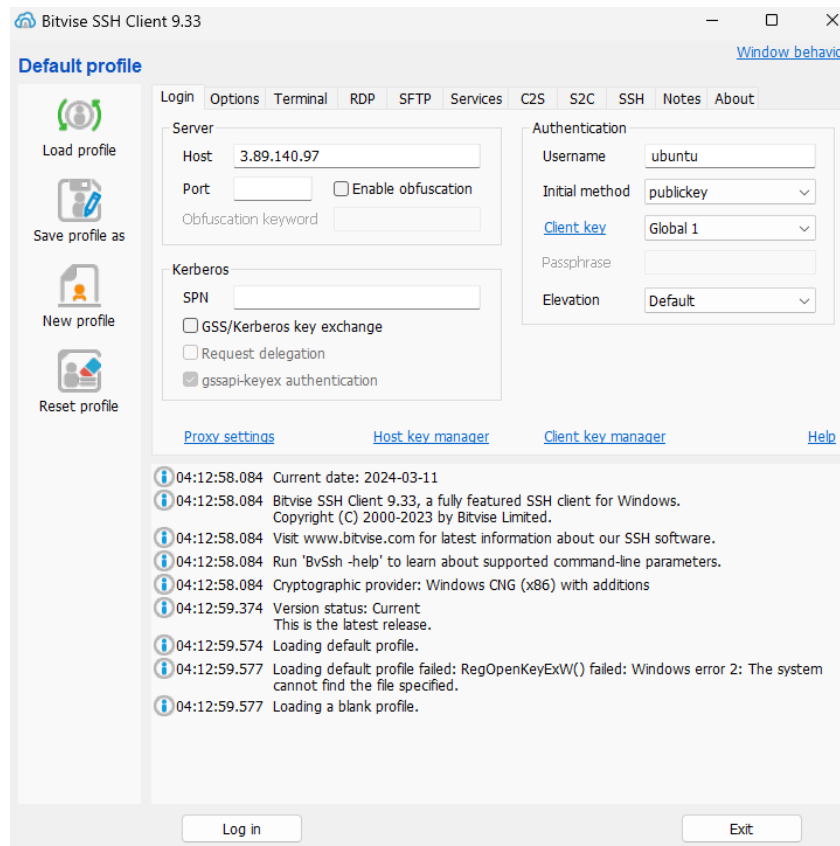 Bitvise SSH Client 9.33
Window behavio
Default profile
Load profile
Save profile as
New profile
Reset profile
Login Options Terminal RDP SFTP Services C2S S2C SSH Notes About
Server
Host 3.89.140.97
Port Enable obfuscation
Obfuscation keyword
Kerberos
SPN
GSS/Kerberos key exchange
Request delegation
gssapi-keyex authentication
Authentication
Username ubuntu
Initial method publickey
Client key Global 1
Passphrase
Elevation Default
Proxy settings Host key manager Client key manager Help
04:12:58.084 Current date: 2024-03-11
04:12:58.084 Bitvise SSH Client 9.33, a fully featured SSH client for Windows.
Copyright (C) 2000-2023 by Bitvise Limited.
04:12:58.084 Visit www.bitvise.com for latest information about our SSH software.
04:12:58.084 Run 'BvSsh -help' to learn about supported command-line parameters.
04:12:58.084 Cryptographic provider: Windows CNG (x86) with additions
04:12:59.374 Version status: Current
This is the latest release.
04:12:59.574 Loading default profile.
04:12:59.577 Loading default profile failed: RegOpenKeyExW() failed: Windows error 2: The system
cannot find the file specified.
04:12:59.577 Loading a blank profile.
Log in Exit